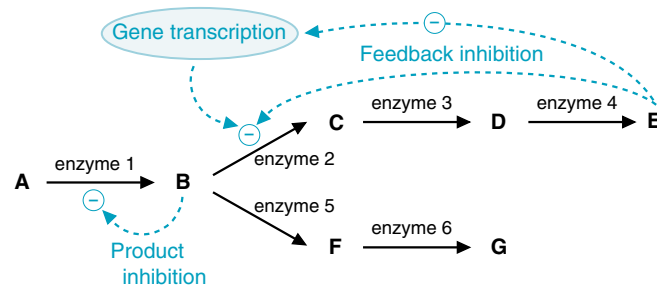 −
Gene transcription
Feedback inhibition
−
enzyme 3
enzyme 4
C
D
E
enzyme 2
enzyme 1
A
B
−
enzyme 5
Product
inhibition
F
enzyme 6
G